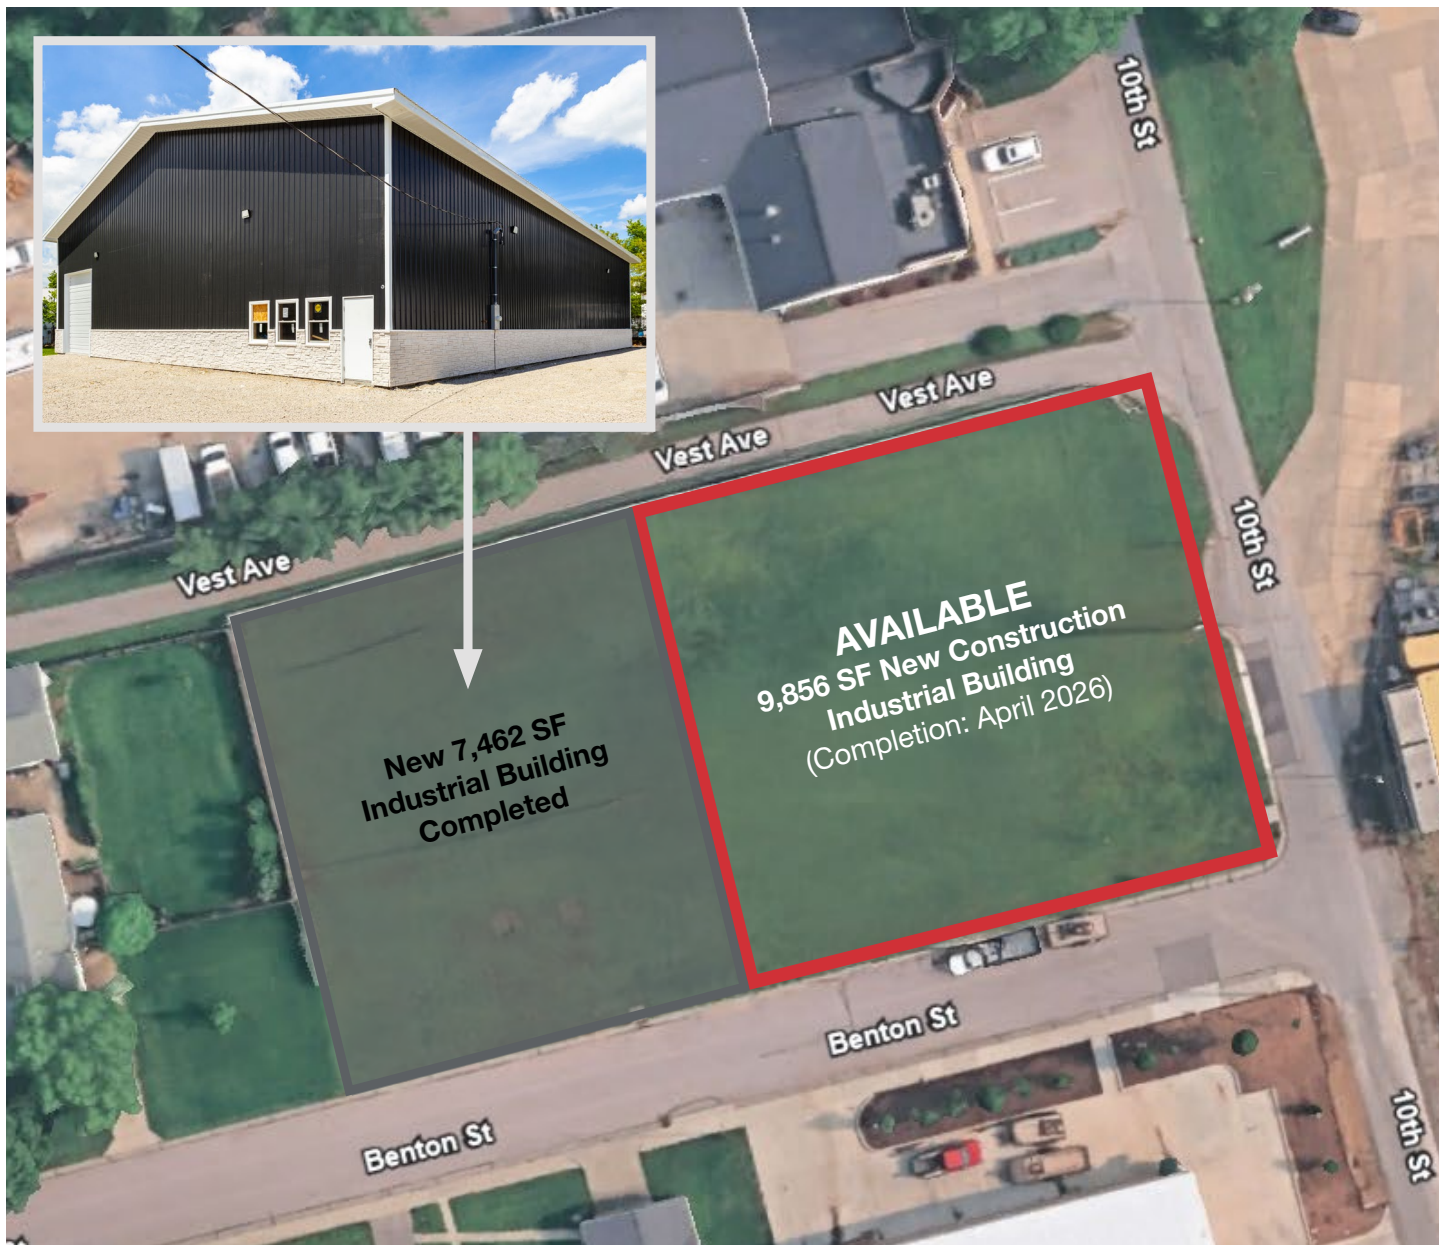 10th St
Vest Ave
Vest Ave
Vest Ave
10th St
AVAILABLE
9,856 SF New Construction
Industrial Building
(Completion: April 2026)
New 7,462 SF
Industrial Building
Completed
Benton St
Benton St
10th St